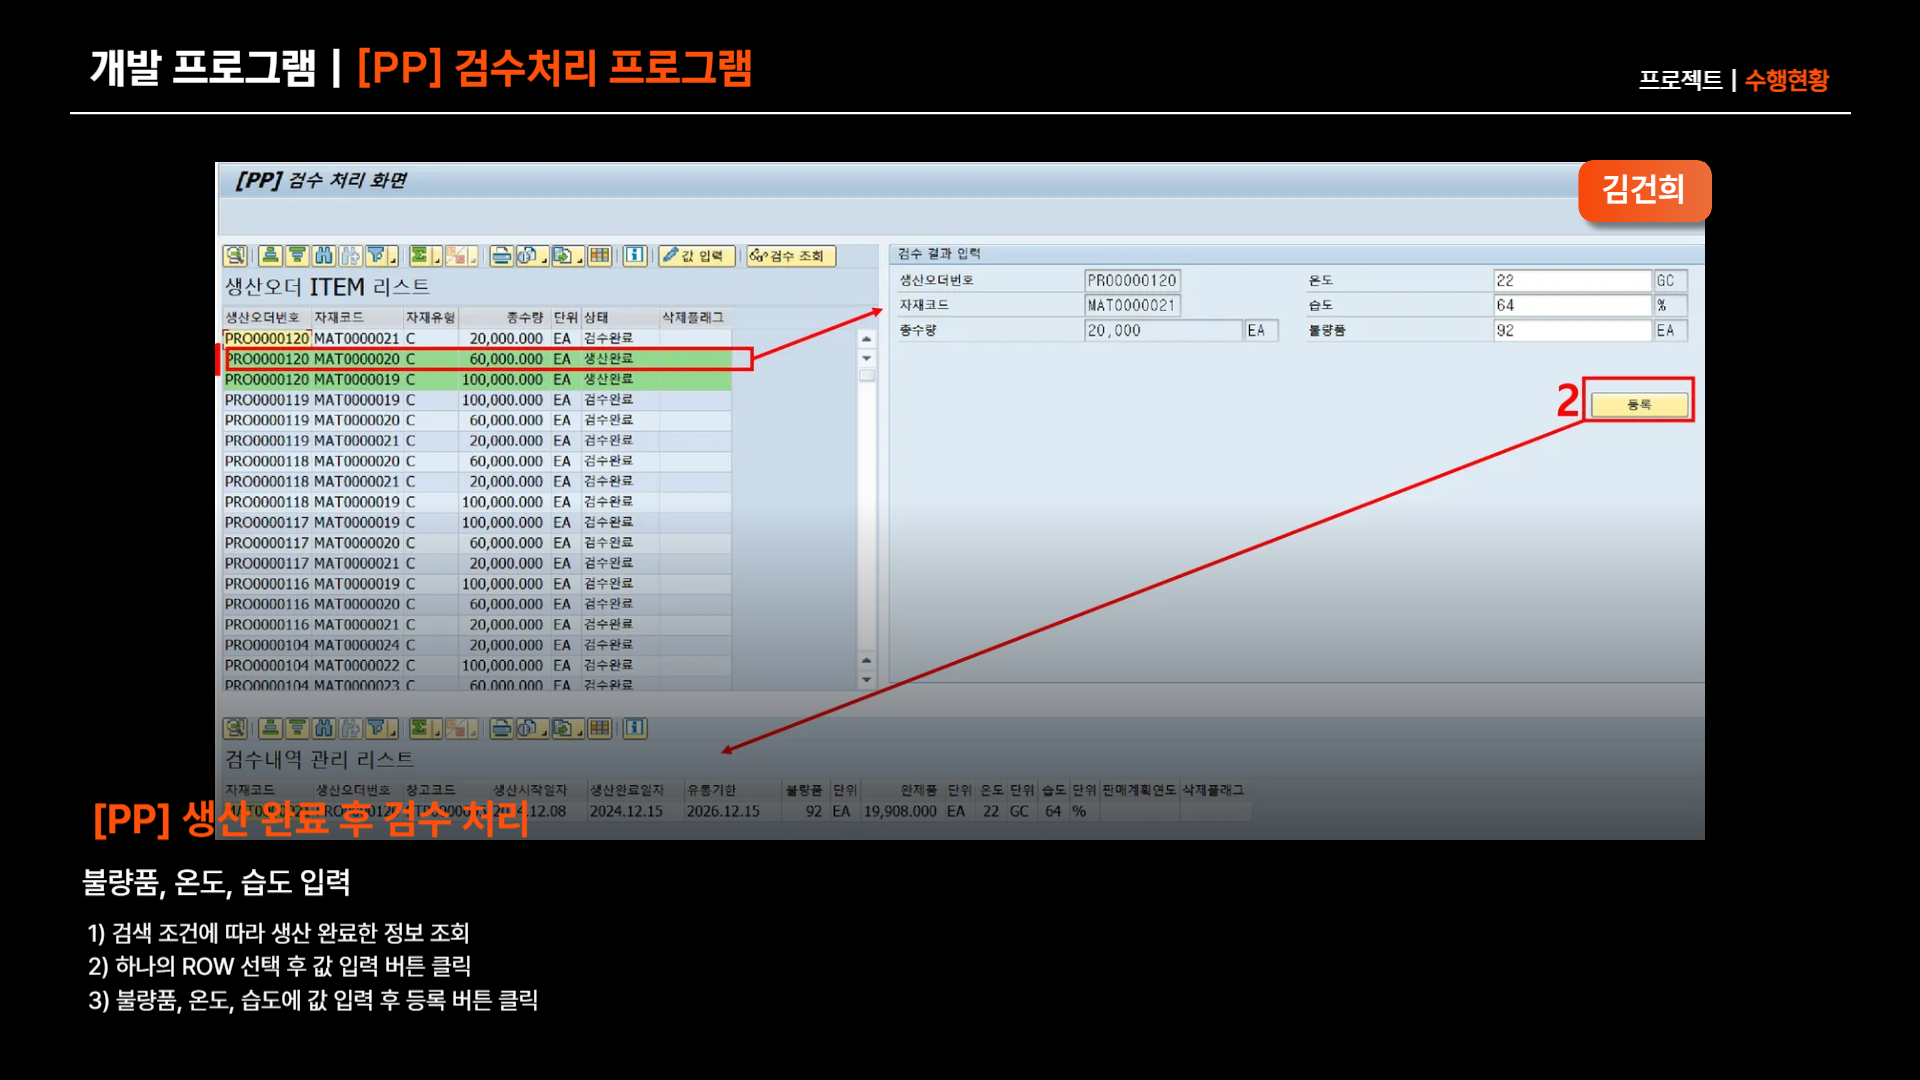 개발 프로그램 | [PP] 검수처리 프로그램
프로젝트 | 수행현황
[PP] 검수 처리 화면
김건희
값 입력
검수 조회
생산오더 ITEM 리스트
생산오더번호 자재코드 자재유형 총수량 단위 상태 삭제플래그
PRO0000120 MAT0000021 C 20,000.000 EA 검수완료
PRO0000120 MAT0000020 C 60,000.000 EA 생산완료
PRO0000120 MAT0000019 C 100,000.000 EA 생산완료
PRO0000119 MAT0000019 C 100,000.000 EA 검수완료
PRO0000119 MAT0000020 C 60,000.000 EA 검수완료
PRO0000119 MAT0000021 C 20,000.000 EA 검수완료
PRO0000118 MAT0000020 C 60,000.000 EA 검수완료
PRO0000118 MAT0000021 C 20,000.000 EA 검수완료
PRO0000118 MAT0000019 C 100,000.000 EA 검수완료
PRO0000117 MAT0000019 C 100,000.000 EA 검수완료
PRO0000117 MAT0000020 C 60,000.000 EA 검수완료
PRO0000117 MAT0000021 C 20,000.000 EA 검수완료
PRO0000116 MAT0000019 C 100,000.000 EA 검수완료
PRO0000116 MAT0000020 C 60,000.000 EA 검수완료
PRO0000116 MAT0000021 C 20,000.000 EA 검수완료
PRO0000104 MAT0000024 C 20,000.000 EA 검수완료
PRO0000104 MAT0000022 C 100,000.000 EA 검수완료
PRO0000104 MAT0000023 C 60,000.000 EA 검수완료
검수 결과 입력
생산오더번호 PRO0000120 온도 22 GC
자재코드 MAT0000021 습도 64 %
총수량 20,000 EA 불량품 92 EA
2 등록
검수내역 관리 리스트
자재코드 생산오더번호 창고코드 생산시작일자 생산완료일자 유통기한 불량품 단위 완제품 단위 온도 단위 습도 단위 판매계획연도 삭제플래그
2024.12.15 2026.12.15 92 EA 19,908.000 EA 22 GC 64 %
[PP] 생산 완료 후 검수 처리
불량품, 온도, 습도 입력
1) 검색 조건에 따라 생산 완료한 정보 조회
2) 하나의 ROW 선택 후 값 입력 버튼 클릭
3) 불량품, 온도, 습도에 값 입력 후 등록 버튼 클릭